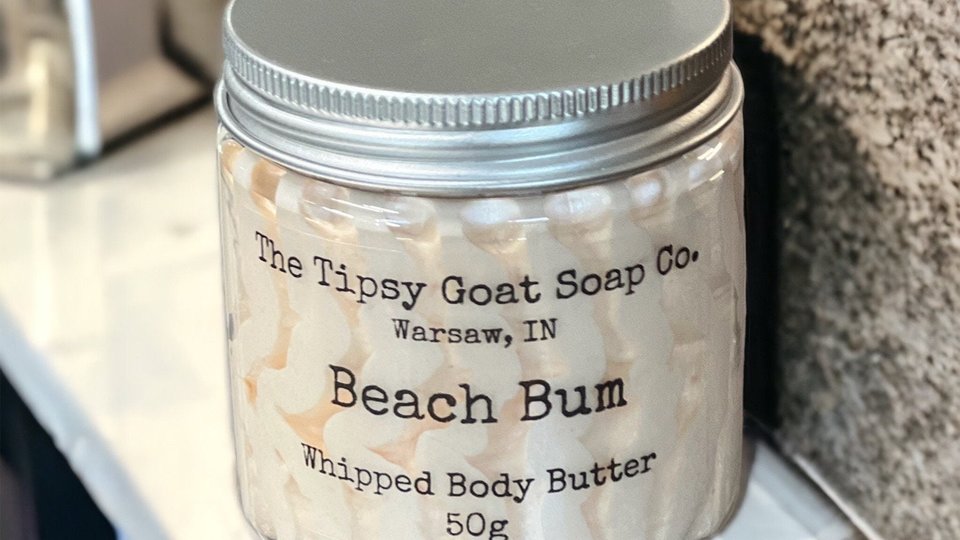 The Tipsy Goat Soap Co.
Warsaw, IN
Beach Bum
Whipped Body Butter
50g